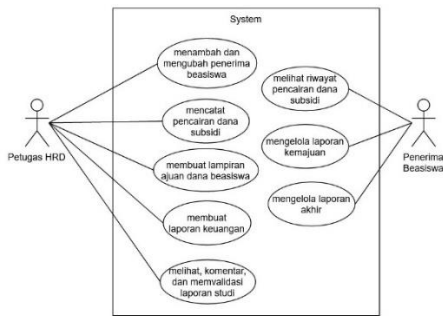 System
menambah dan
mengubah penerima
beasiswa
melihat riwayat
pencairan dana
subsidi
mencatat
pencairan dana
subsidi
Petugas HRD
mengelola laporan
kemajuan
Penerima
Beasiswa
membuat lampiran
ajuan dana beasiswa
mengelola laporan
akhir
membuat
laporan keuangan
melihat, komentar,
dan memvalidasi
laporan studi